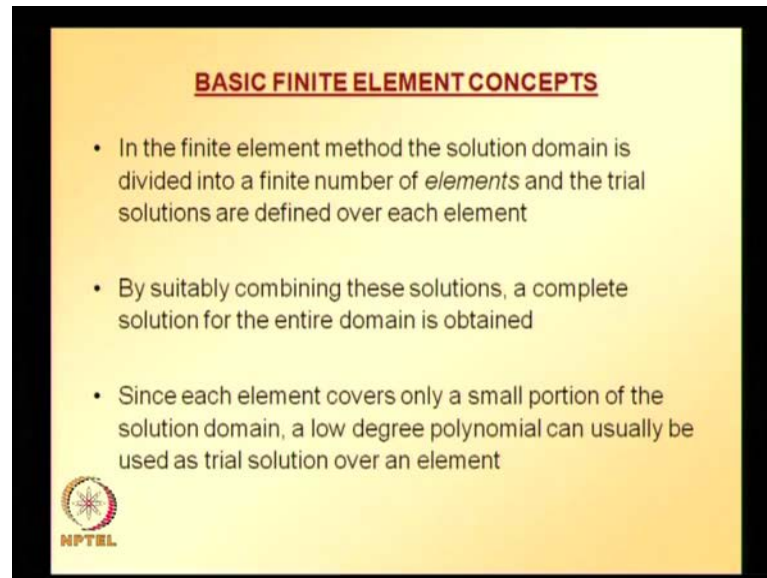 BASIC FINITE ELEMENT CONCEPTS
• In the finite element method the solution domain is
divided into a finite number of elements and the trial
solutions are defined over each element
• By suitably combining these solutions, a complete
solution for the entire domain is obtained
• Since each element covers only a small portion of the
solution domain, a low degree polynomial can usually be
used as trial solution over an element
NPTEL